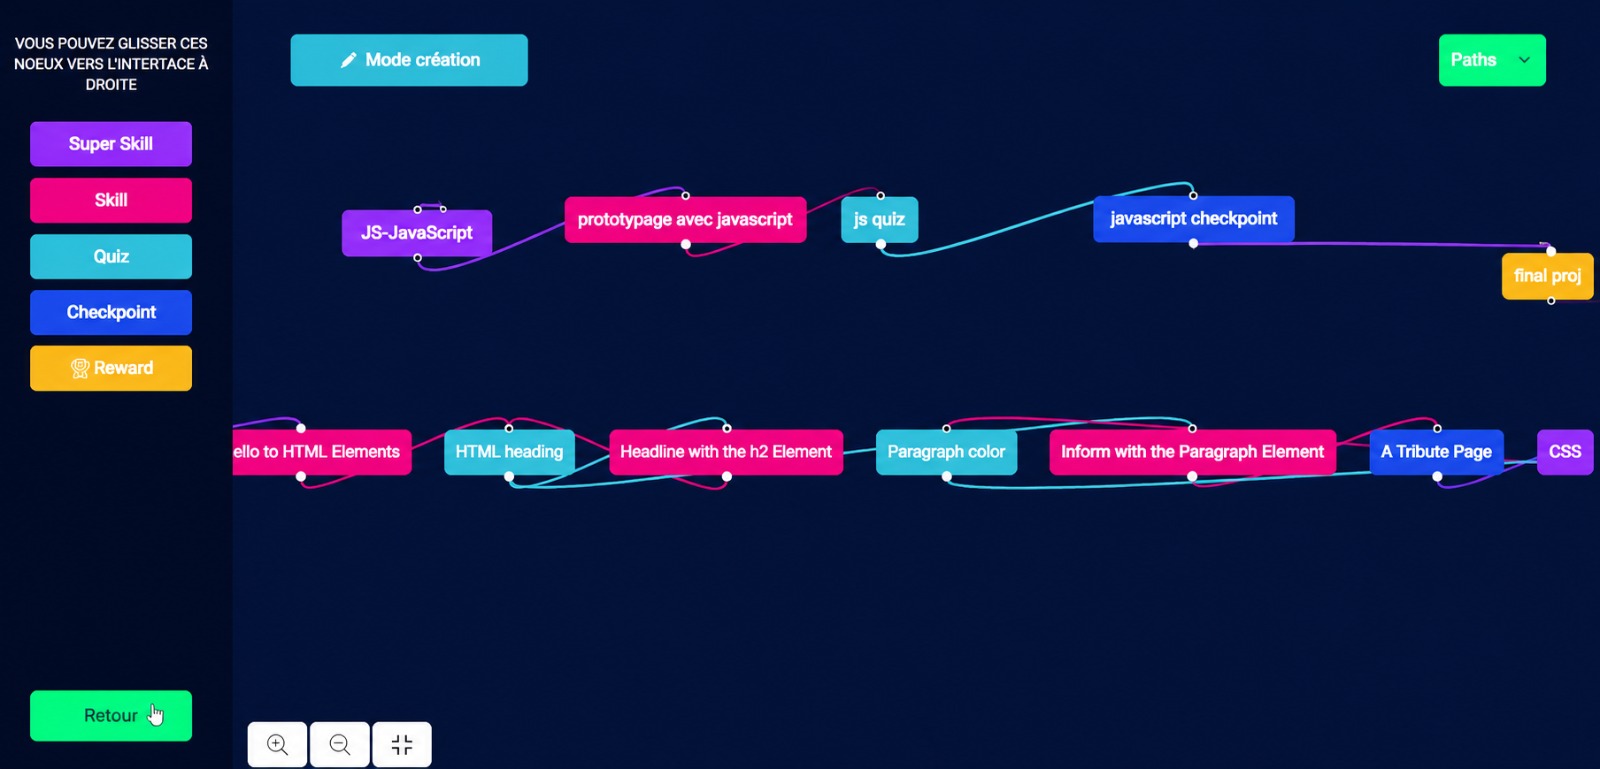 VOUS POUVEZ GLISSER CES
NOEUX VERS L'INTERTACE À
DROITE
Super Skill
Skill
Quiz
Checkpoint
Reward
Retour
Mode création
Paths
JS-JavaScript
prototypage avec javascript
js quiz
javascript checkpoint
final proj
ello to HTML Elements
HTML heading
Headline with the h2 Element
Paragraph color
Inform with the Paragraph Element
A Tribute Page
CSS